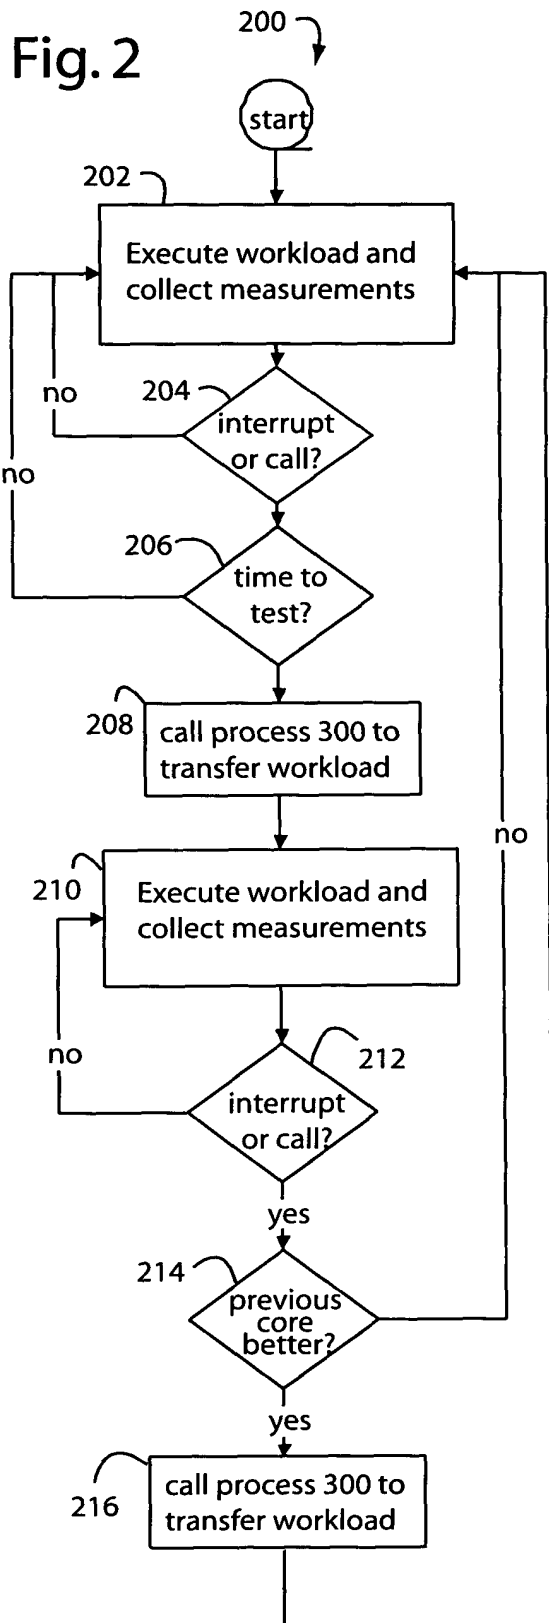 200
Fig. 2
start
202
Execute workload and
collect measurements
204
no
interrupt
or call?
no
206
time to
test?
208
call process 300 to
transfer workload
no
210
Execute workload and
collect measurements
no
212
interrupt
or call?
yes
214
previous
core
better?
yes
216
call process 300 to
transfer workload